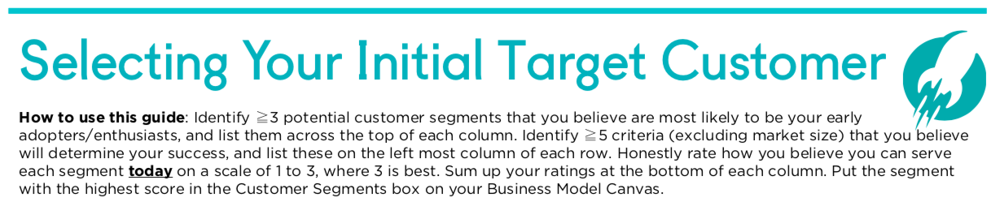 Selecting Your Initial Target Customer
How to use this guide: Identify ≧3 potential customer segments that you believe are most likely to be your early
adopters/enthusiasts, and list them across the top of each column. Identify ≧5 criteria (excluding market size) that you believe
will determine your success, and list these on the left most column of each row. Honestly rate how you believe you can serve
each segment today on a scale of 1 to 3, where 3 is best. Sum up your ratings at the bottom of each column. Put the segment
with the highest score in the Customer Segments box on your Business Model Canvas.